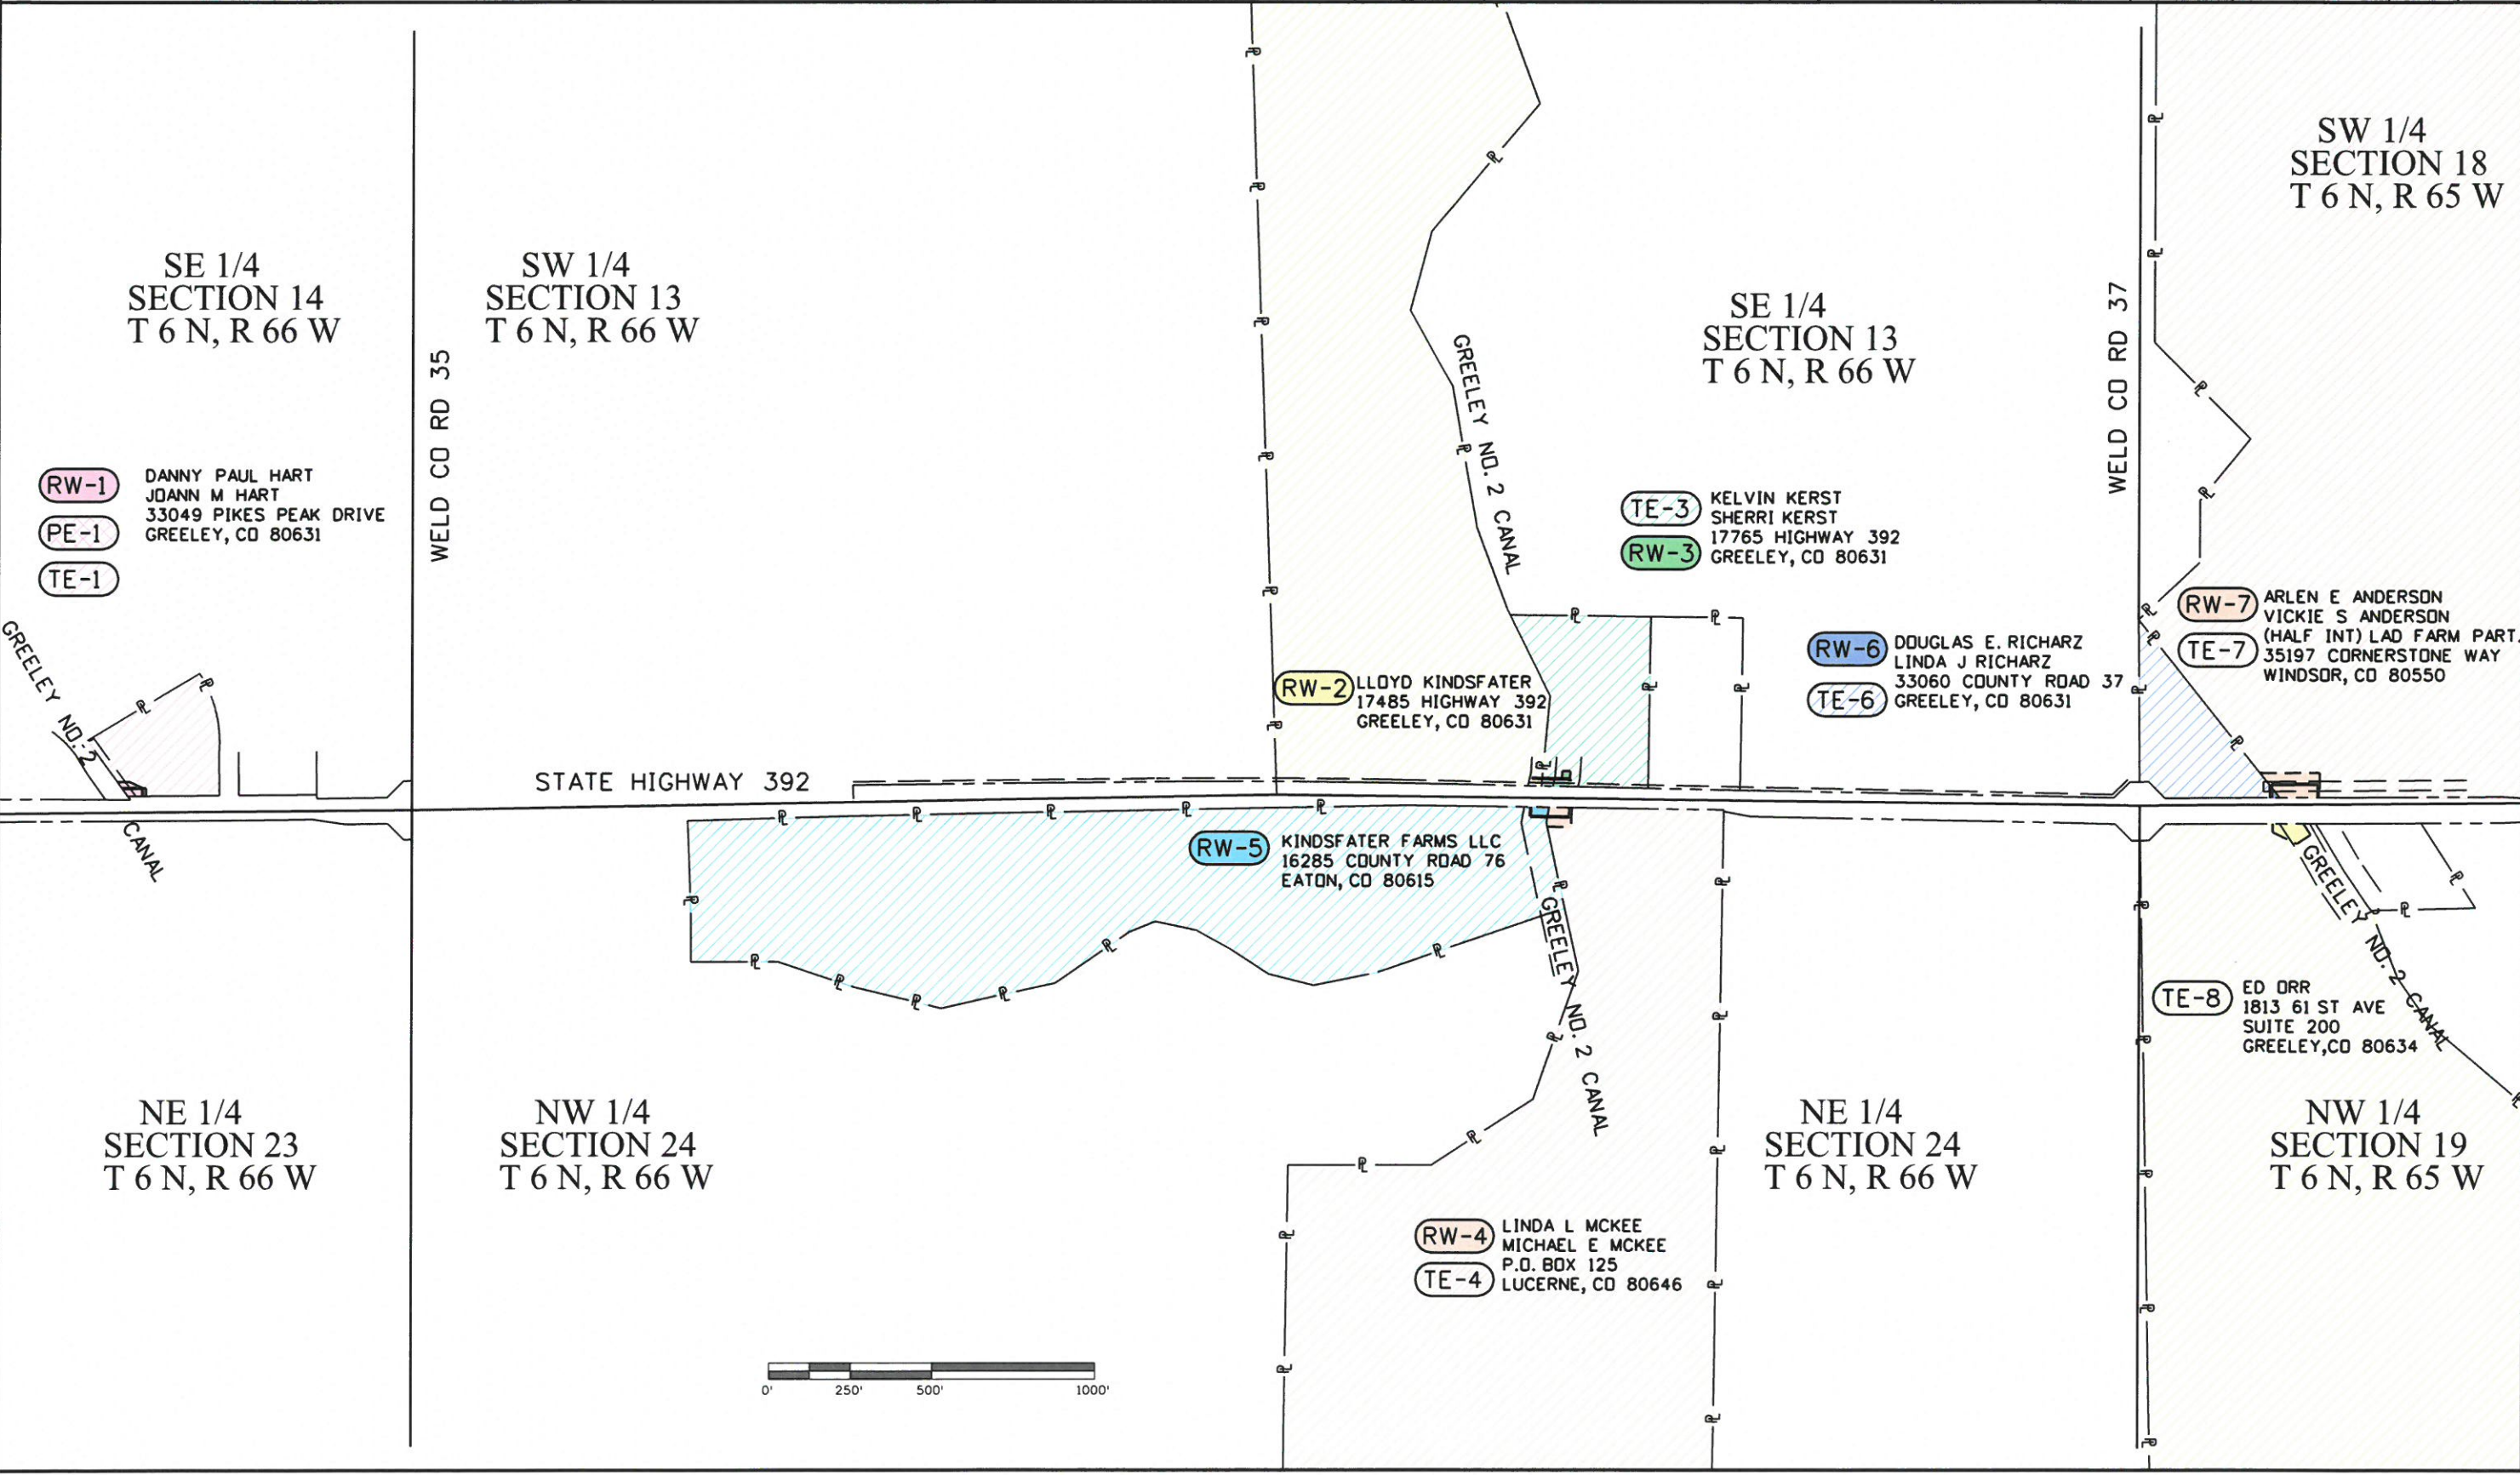 SE 1/4
SECTION 14
T 6 N, R 66 W
WELD CO RD 35
SW 1/4
SECTION 13
T 6 N, R 66 W
GREELEY NO. 2 CANAL
SE 1/4
SECTION 13
T 6 N, R 66 W
WELD CO RD 37
SW 1/4
SECTION 18
T 6 N, R 65 W
RW-1
PE-1
TE-1
DANNY PAUL HART
JOANN M HART
33049 PIKES PEAK DRIVE
GREELEY, CO 80631
GREELEY NO. 2
CANAL
TE-3
RW-3
KELVIN KERST
SHERRI KERST
17765 HIGHWAY 392
GREELEY, CO 80631
RW-2
LLOYD KINDSFATER
17485 HIGHWAY 392
GREELEY, CO 80631
RW-6
TE-6
DOUGLAS E. RICHARZ
LINDA J RICHARZ
33060 COUNTY ROAD 37
GREELEY, CO 80631
RW-7
TE-7
ARLEN E ANDERSON
VICKIE S ANDERSON
(HALF INT) LAD FARM PART.
35197 CORNERSTONE WAY
WINDSOR, CO 80550
STATE HIGHWAY 392
RW-5
KINDSFATER FARMS LLC
16285 COUNTY ROAD 76
EATON, CO 80615
GREELEY NO. 2 CANAL
GREELEY NO. 2 CANAL
TE-8
ED ORR
1813 61 ST AVE
SUITE 200
GREELEY,CO 80634
NE 1/4
SECTION 23
T 6 N, R 66 W
NW 1/4
SECTION 24
T 6 N, R 66 W
NE 1/4
SECTION 24
T 6 N, R 66 W
NW 1/4
SECTION 19
T 6 N, R 65 W
RW-4
TE-4
LINDA L MCKEE
MICHAEL E MCKEE
P.O. BOX 125
LUCERNE, CO 80646
0' 250' 500' 1000'